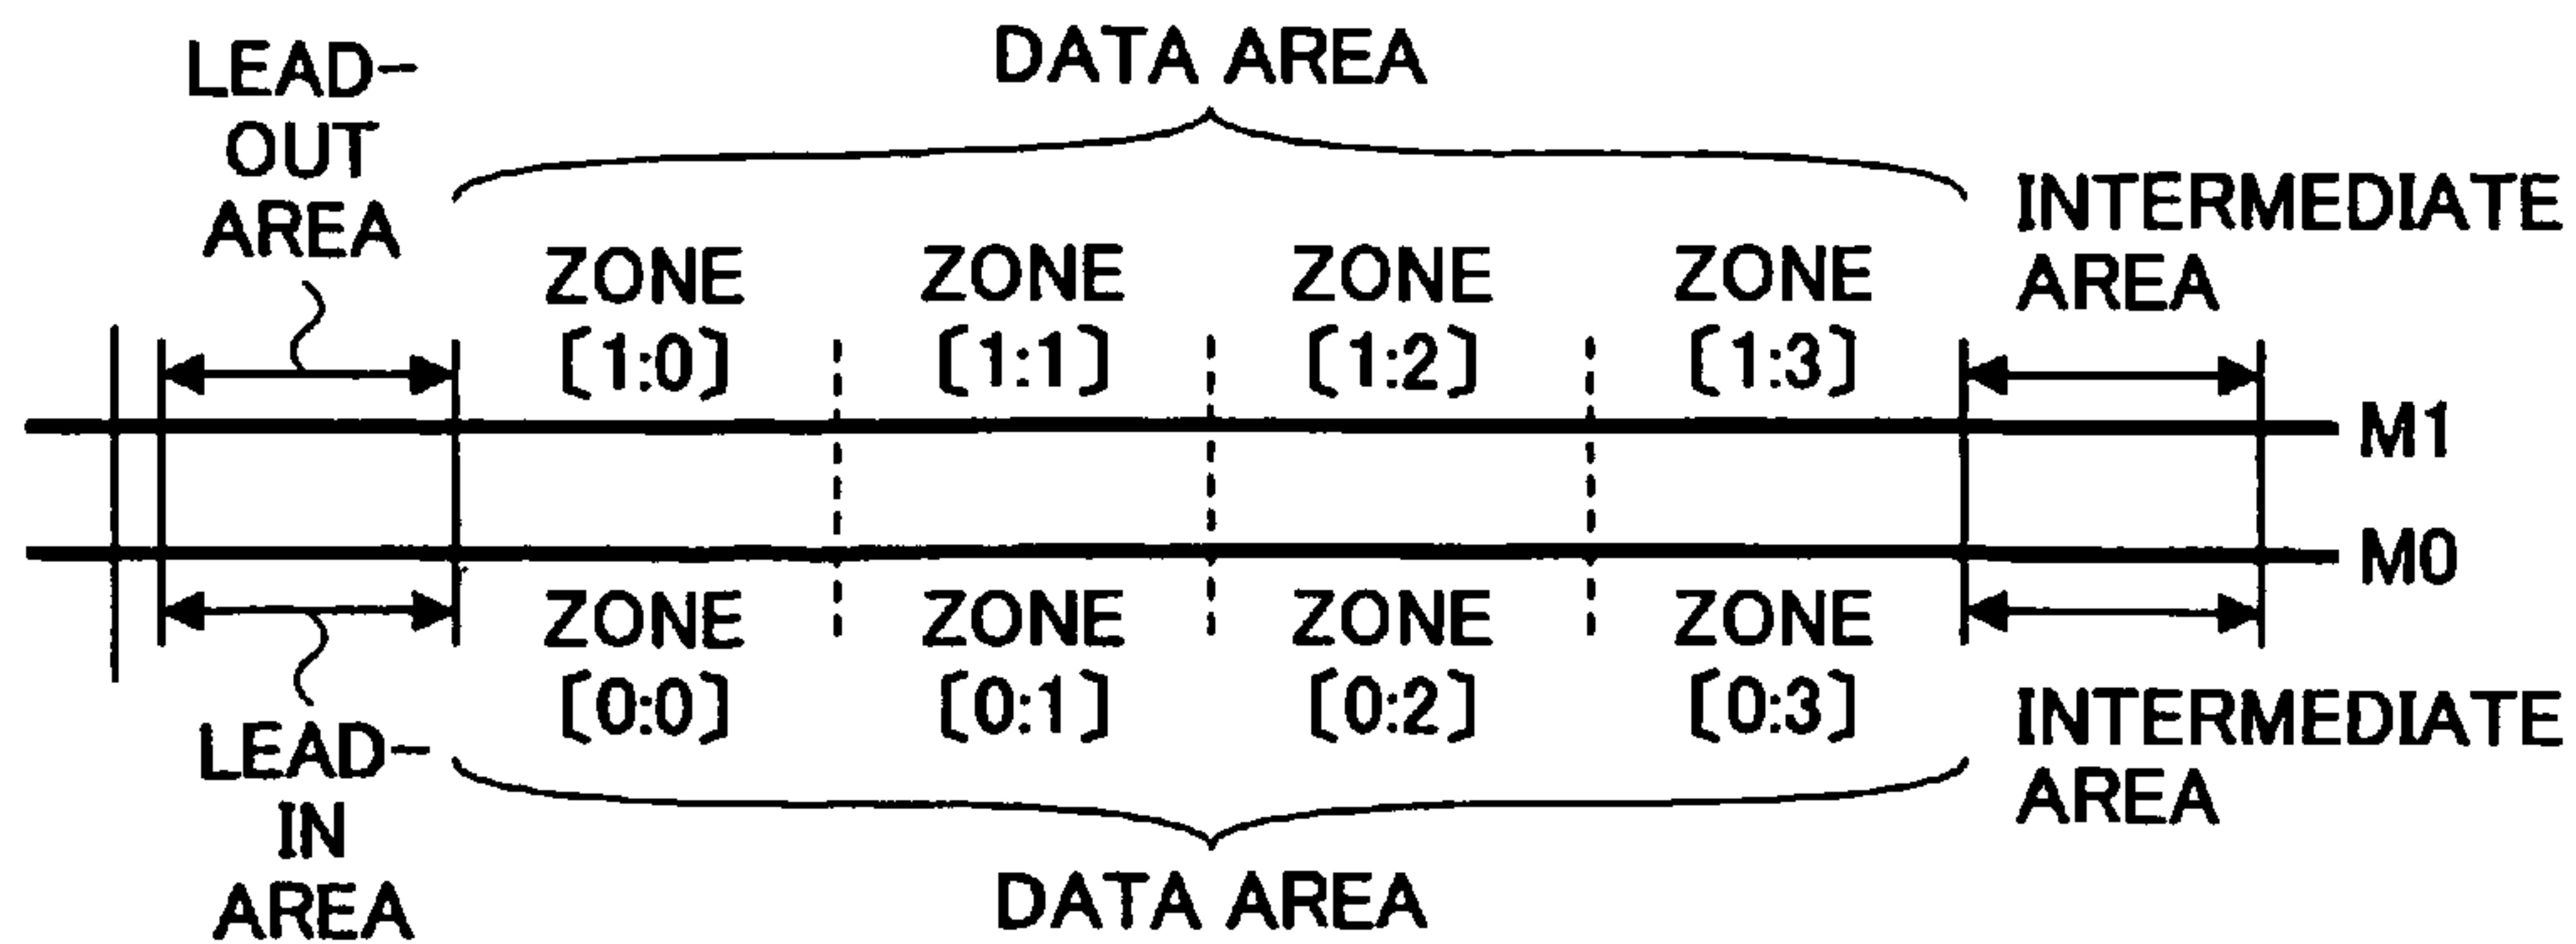 LEAD-
OUT
AREA
DATA AREA
INTERMEDIATE
AREA
ZONE ZONE ZONE ZONE
[1:0] [1:1] [1:2] [1:3]
M1
M0
ZONE ZONE ZONE ZONE
[0:0] [0:1] [0:2] [0:3]
LEAD-
IN
AREA
INTERMEDIATE
AREA
DATA AREA